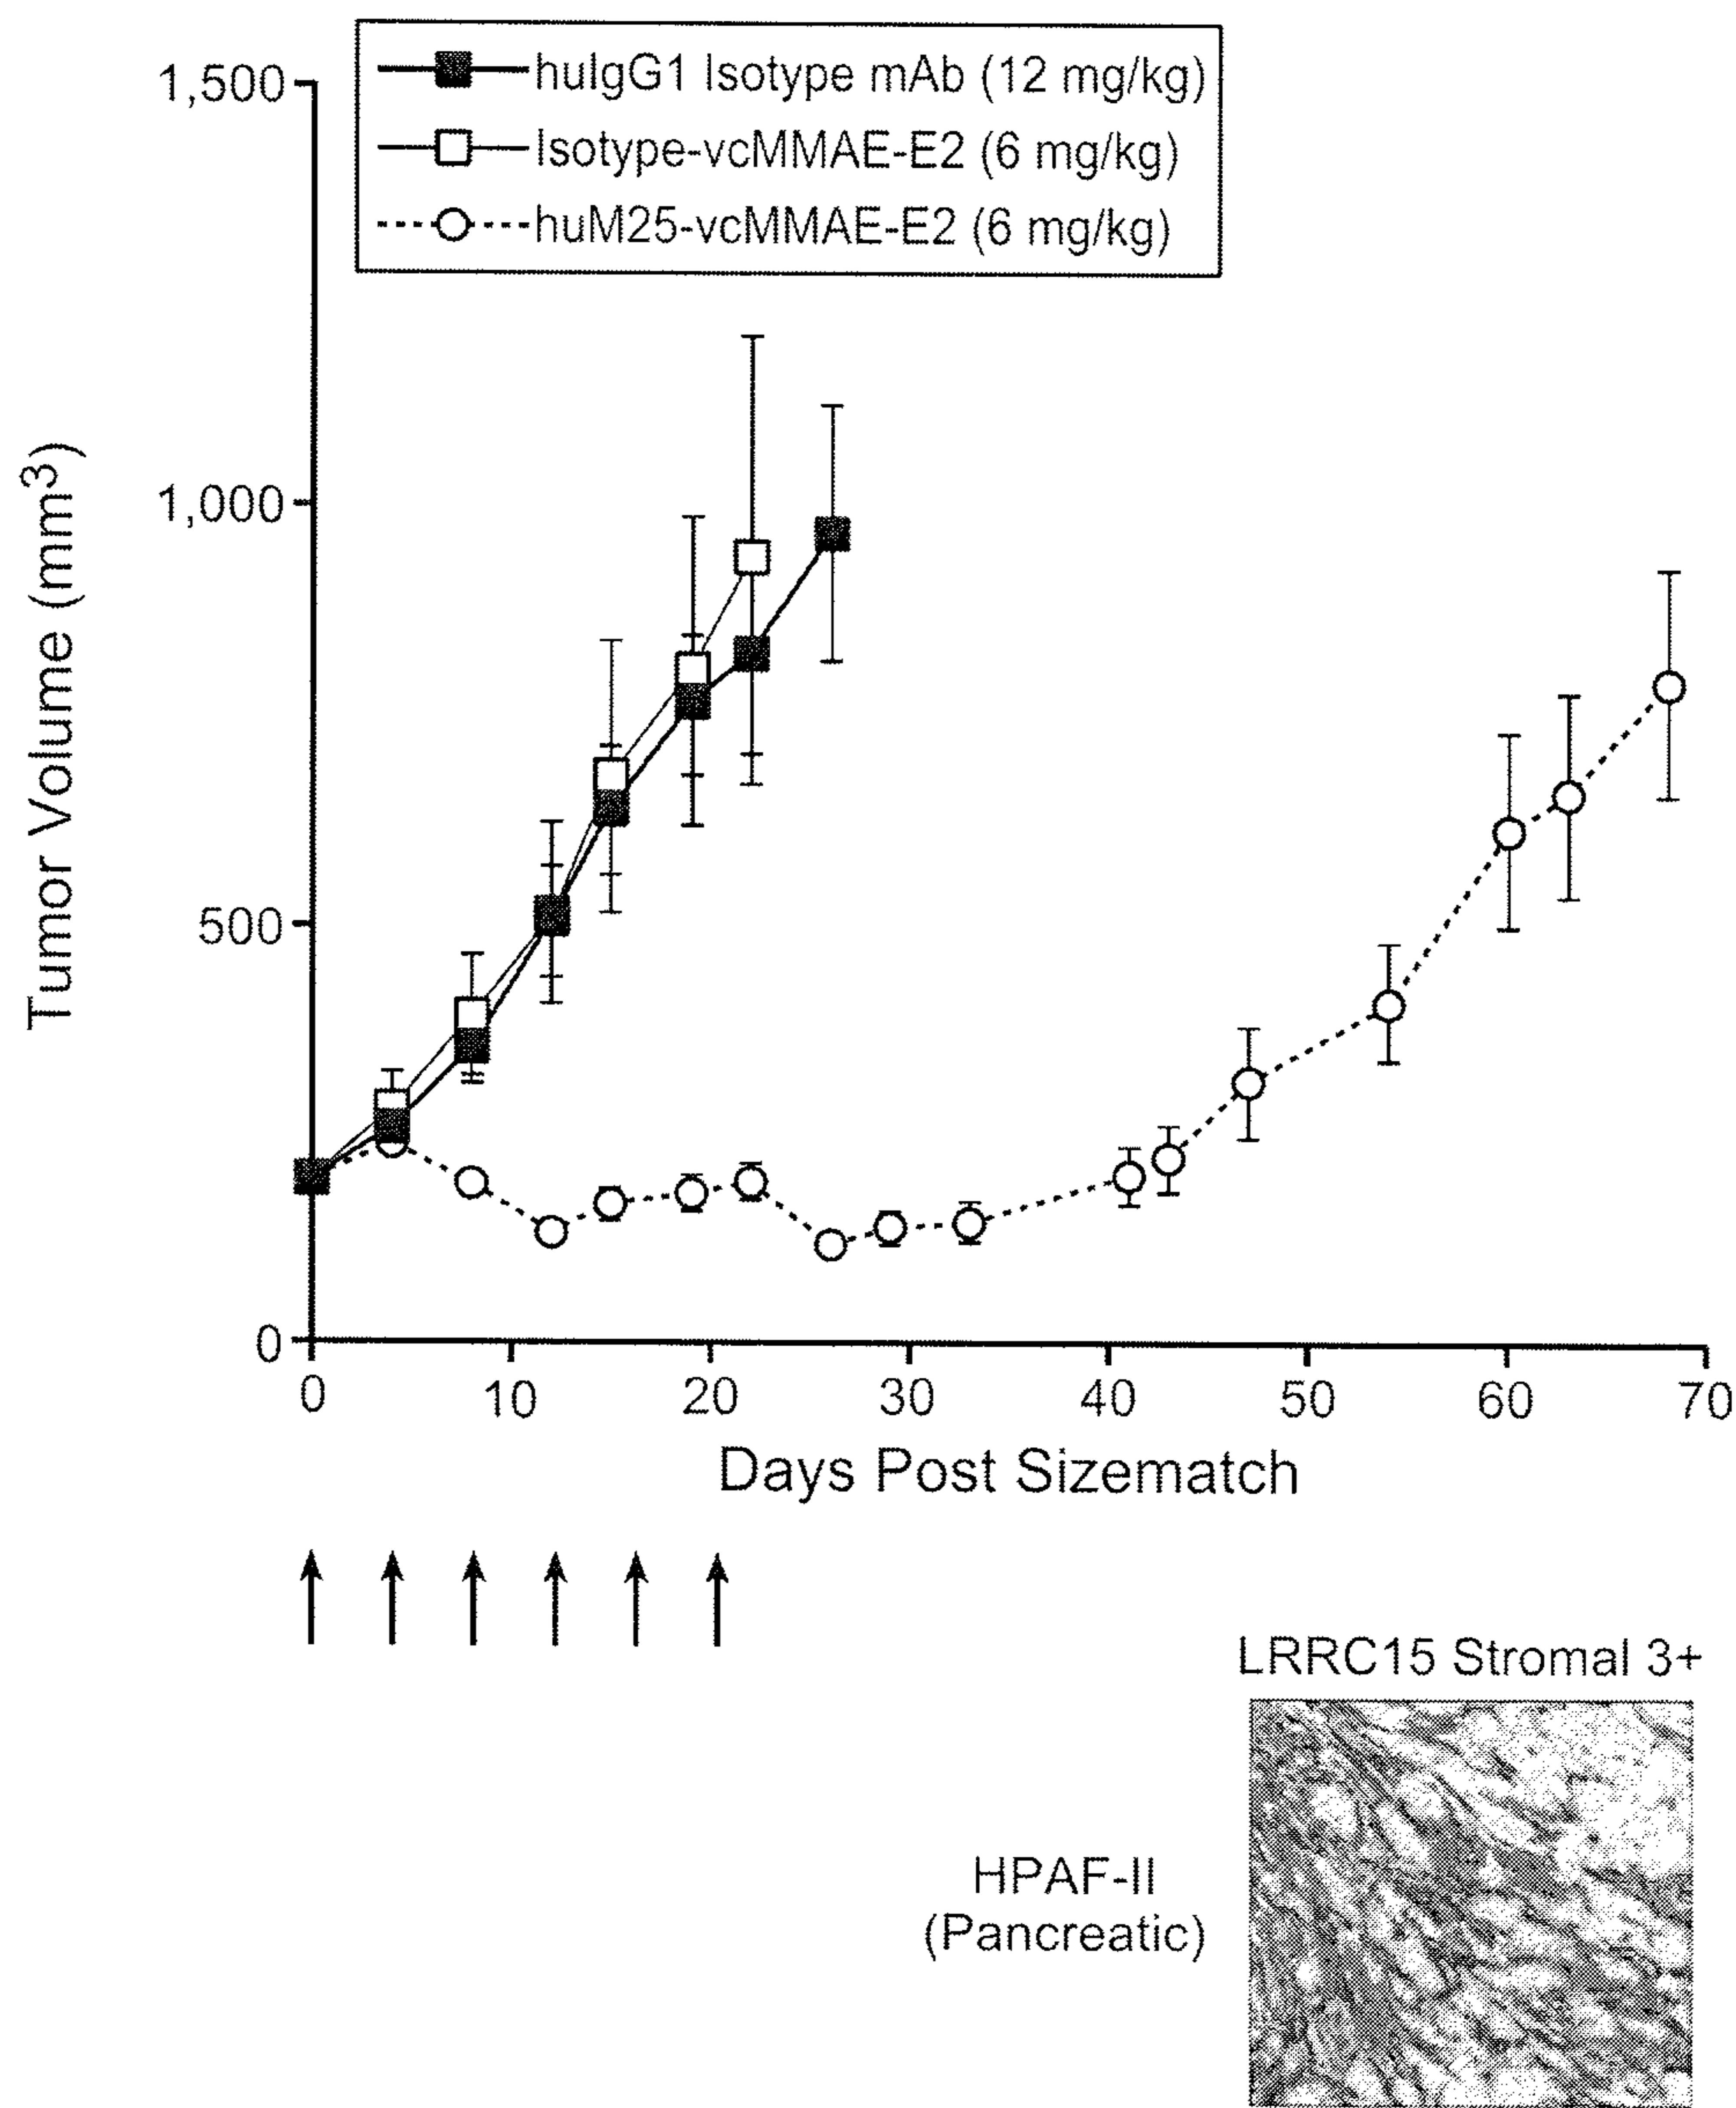 huIgG1 Isotype mAb (12 mg/kg)
Isotype-vcMMAE-E2 (6 mg/kg)
huM25-vcMMAE-E2 (6 mg/kg)
Tumor Volume (mm³)
1,500
1,000
500
0
0 10 20 30 40 50 60 70
Days Post Sizematch
LRRC15 Stromal 3+
HPAF-II
(Pancreatic)